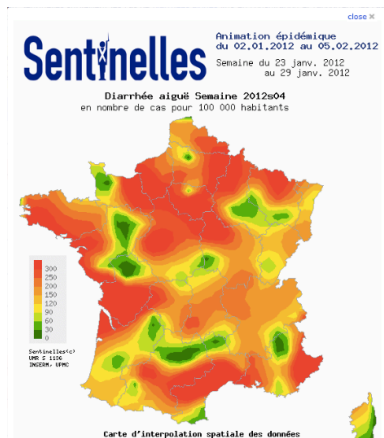 close ×
Sentinelles
Animation épidémique
du 02.01.2012 au 05.02.2012
Semaine du 23 janv. 2012
au 29 janv. 2012
Diarrhée aiguë Semaine 2012s04
en nombre de cas pour 100 000 habitants
300
250
200
150
120
90
60
30
0
Sentinelles(c)
UMR S 1136
INSERM, UPMC
Carte d'interpolation spatiale des données